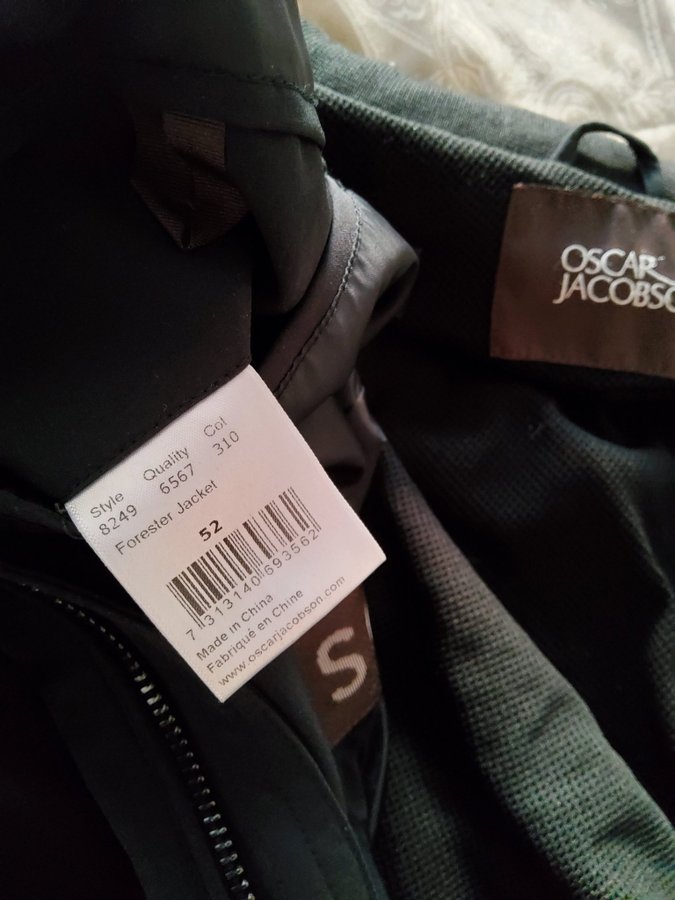 OSCAR
JACOBSO
Style Quality Col
8249 6567 310
Forester Jacket
52
7 313140 693562
Made in China
Fabriqué en Chine
www.oscarjacobson.com
S